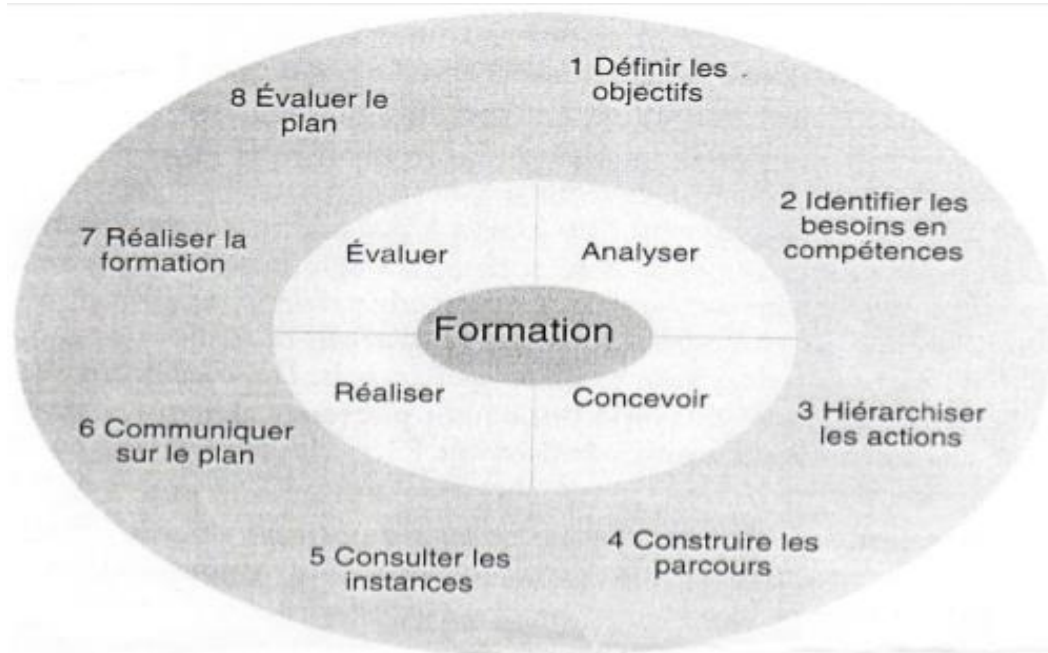 1 Définir les
objectifs
2 Identifier les
besoins en
compétences
3 Hiérarchiser
les actions
4 Construire les
parcours
5 Consulter les
instances
6 Communiquer
sur le plan
7 Réaliser la
formation
8 Évaluer le
plan
Analyser
Concevoir
Réaliser
Évaluer
Formation